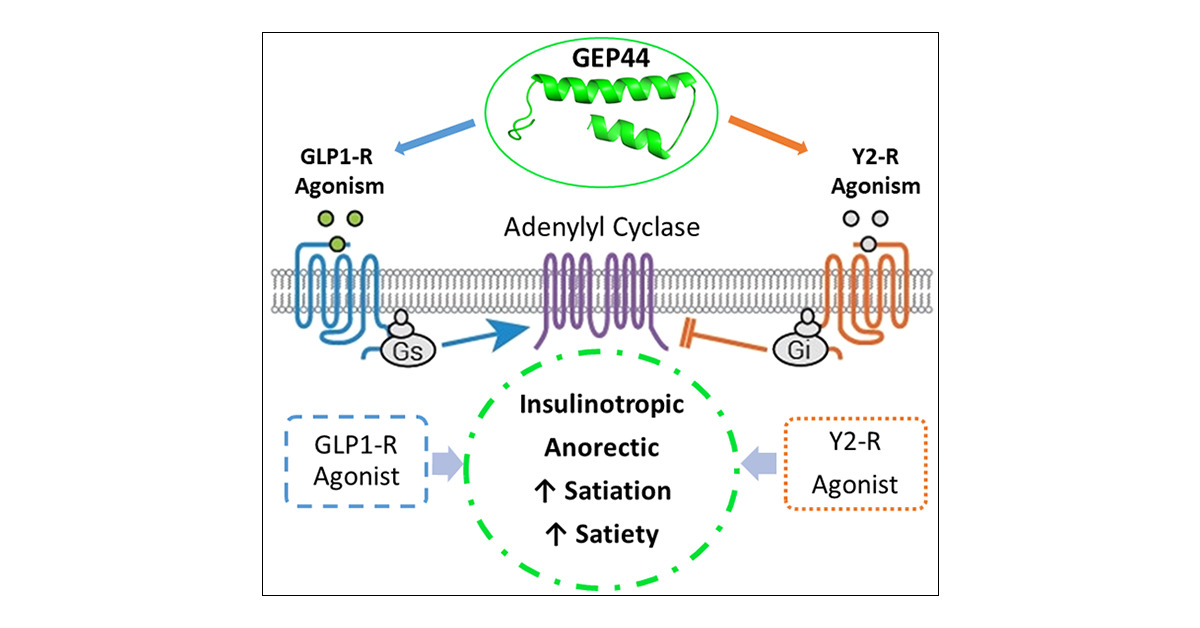 GEP44
GLP1-R
Agonism
Y2-R
Agonism
Adenylyl Cyclase
Gs
Gi
Insulinotropic
Anorectic
↑ Satiation
↑ Satiety
GLP1-R
Agonist
Y2-R
Agonist